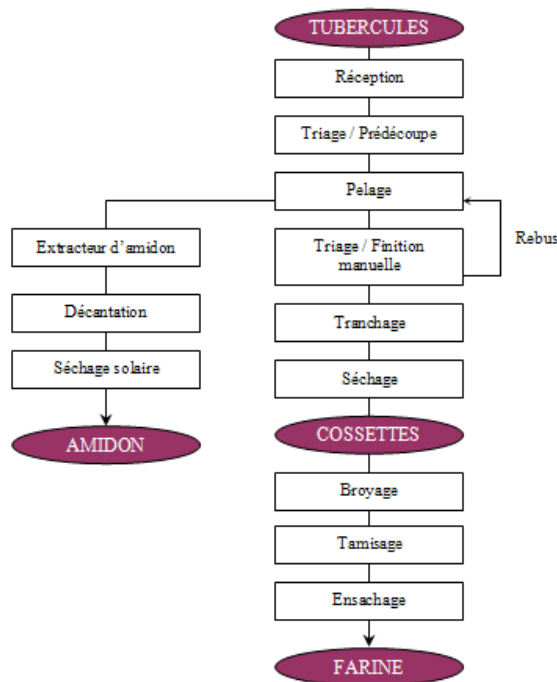 TUBERCULES
Réception
Triage / Prédécoupe
Pelage
Extracteur d'amidon
Triage / Finition
manuelle
Rebus
Décantation
Tranchage
Séchage solaire
Séchage
AMIDON
COSSETTES
Broyage
Tamisage
Ensachage
FARINE